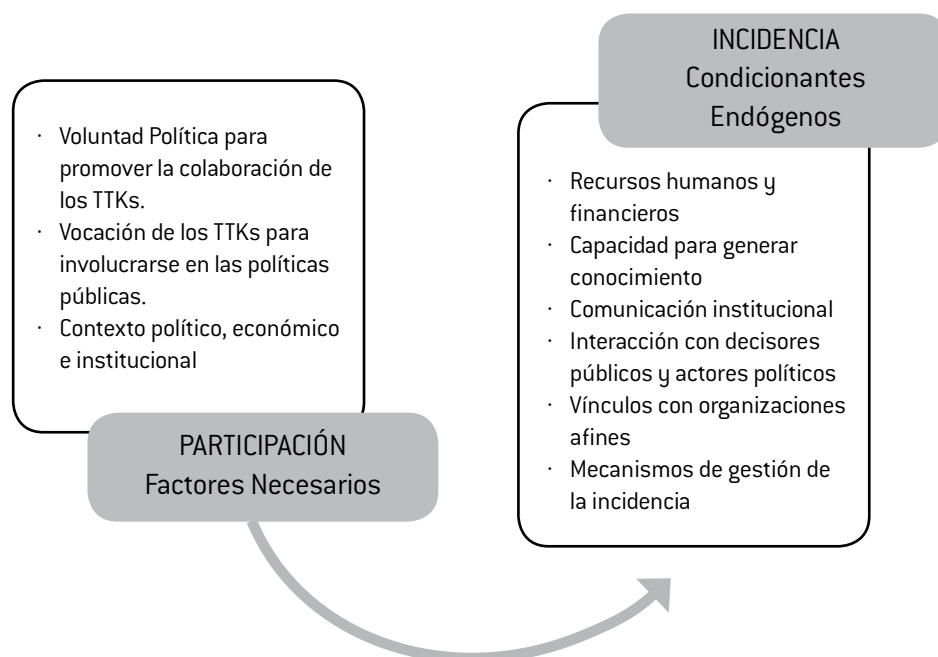 · Voluntad Política para
promover la colaboración de
los TTKs.
· Vocación de los TTKs para
involucrarse en las políticas
públicas.
· Contexto político, económico
e institucional
PARTICIPACIÓN
Factores Necesarios
INCIDENCIA
Condicionantes
Endógenos
· Recursos humanos y
financieros
· Capacidad para generar
conocimiento
· Comunicación institucional
· Interacción con decisores
públicos y actores políticos
· Vínculos con organizaciones
afines
· Mecanismos de gestión de
la incidencia